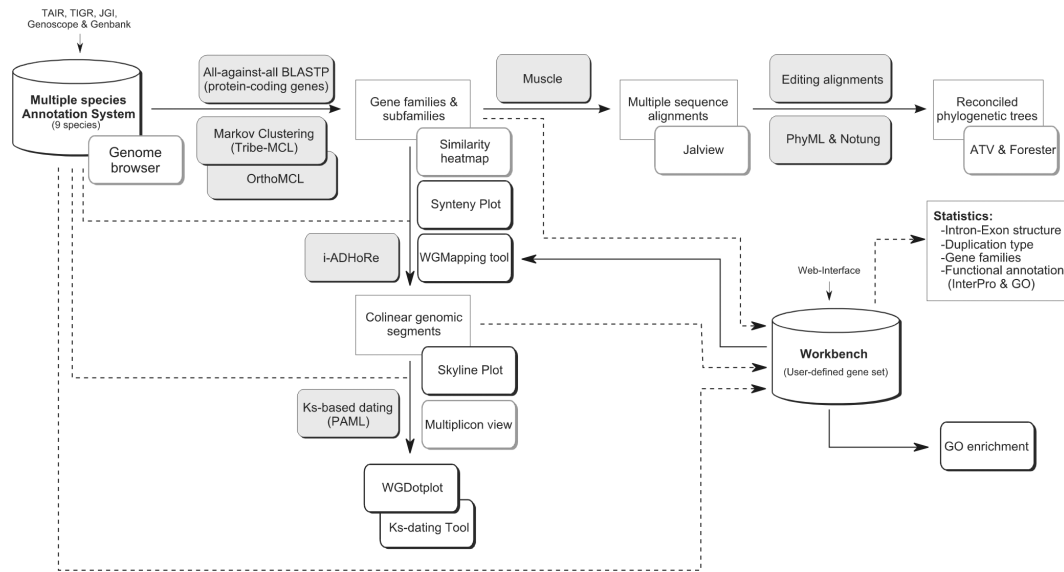 TAIR, TIGR, JGI,
Genoscope & Genbank
Multiple species
Annotation System
(9 species)
Genome
browser
All-against-all BLASTP
(protein-coding genes)
Markov Clustering
(Tribe-MCL)
OrthoMCL
Gene families &
subfamilies
Similarity
heatmap
Synteny Plot
WGMapping tool
i-ADHoRe
Muscle
Multiple sequence
alignments
Jalview
Editing alignments
PhyML & Notung
Reconciled
phylogenetic trees
ATV & Forester
Statistics:
-Intron-Exon structure
-Duplication type
-Gene families
-Functional annotation
(InterPro & GO)
Web-Interface
Workbench
(User-defined gene set)
GO enrichment
Colinear genomic
segments
Skyline Plot
Multiplicon view
Ks-based dating
(PAML)
WGDotplot
Ks-dating Tool